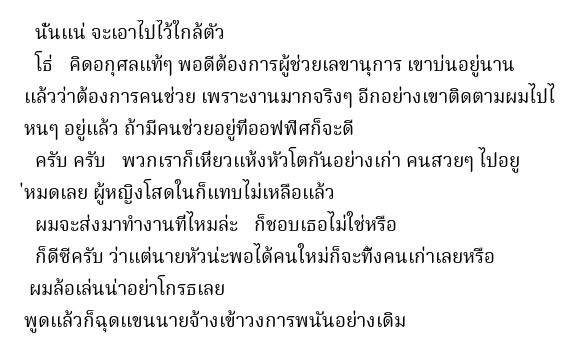 นั่นแน่ จะเอาไปไว้ใกล้ตัว
โธ่ คิดอกุศลแท้ๆ พอดีต้องการผู้ช่วยเลขานุการ เขาบ่นอยู่นาน
แล้วว่าต้องการคนช่วย เพราะงานมากจริงๆ อีกอย่างเขาติดตามผมไปไ
หนๆ อยู่แล้ว ถ้ามีคนช่วยอยู่ที่ออฟฟิศก็จะดี
ครับ ครับ พวกเราก็เหี่ยวแห้งหัวโตกันอย่างเก่า คนสวยๆ ไปอยู
่หมดเลย ผู้หญิงโสดในก็แทบไม่เหลือแล้ว
ผมจะส่งมาทำงานที่ไหมล่ะ ก็ชอบเธอไม่ใช่หรือ
ก็ดีซีครับ ว่าแต่นายหัวน่ะพอได้คนใหม่ก็จะทิ้งคนเก่าเลยหรือ
ผมล้อเล่นน่าอย่าโกรธเลย
พูดแล้วก็ฉุดแขนนายจ้างเข้าวงการพนันอย่างเดิม